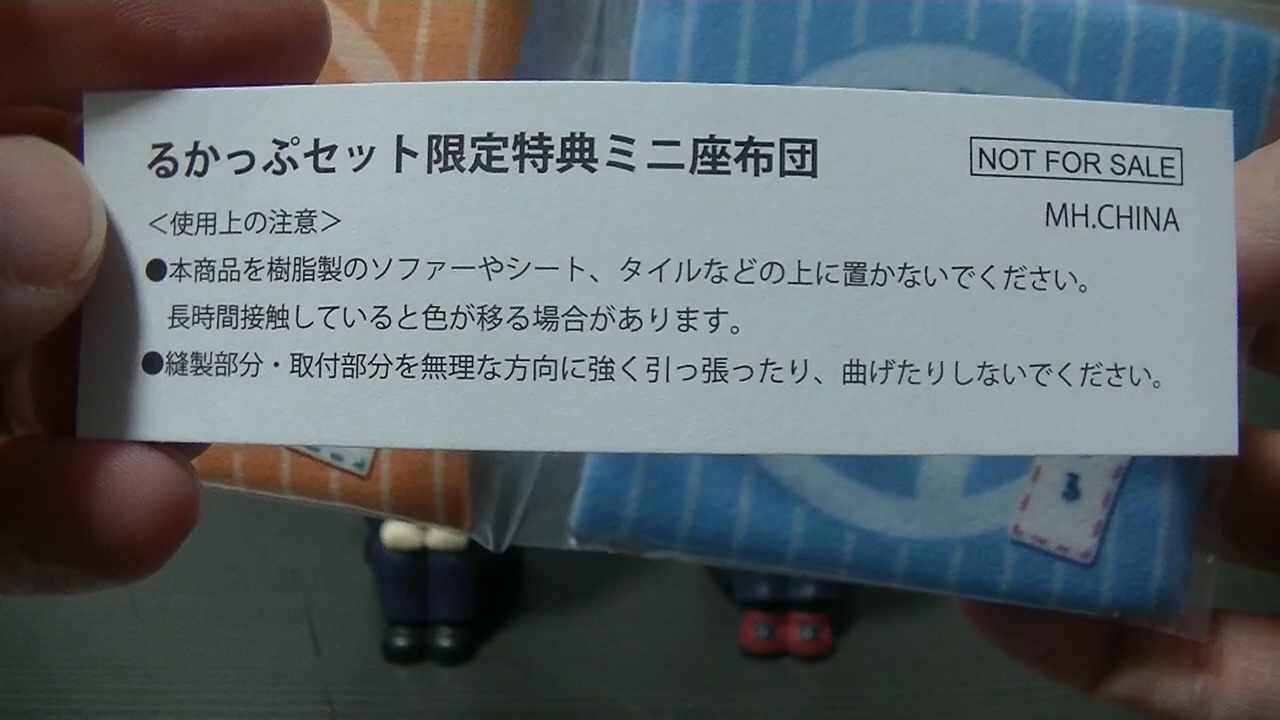 るかっぷセット限定特典ミニ座布団
NOT FOR SALE
MH.CHINA
＜使用上の注意＞
●本商品を樹脂製のソファーやシート、タイルなどの上に置かないでください。
長時間接触していると色が移る場合があります。
●縫製部分・取付部分を無理な方向に強く引っ張ったり、曲げたりしないでください。